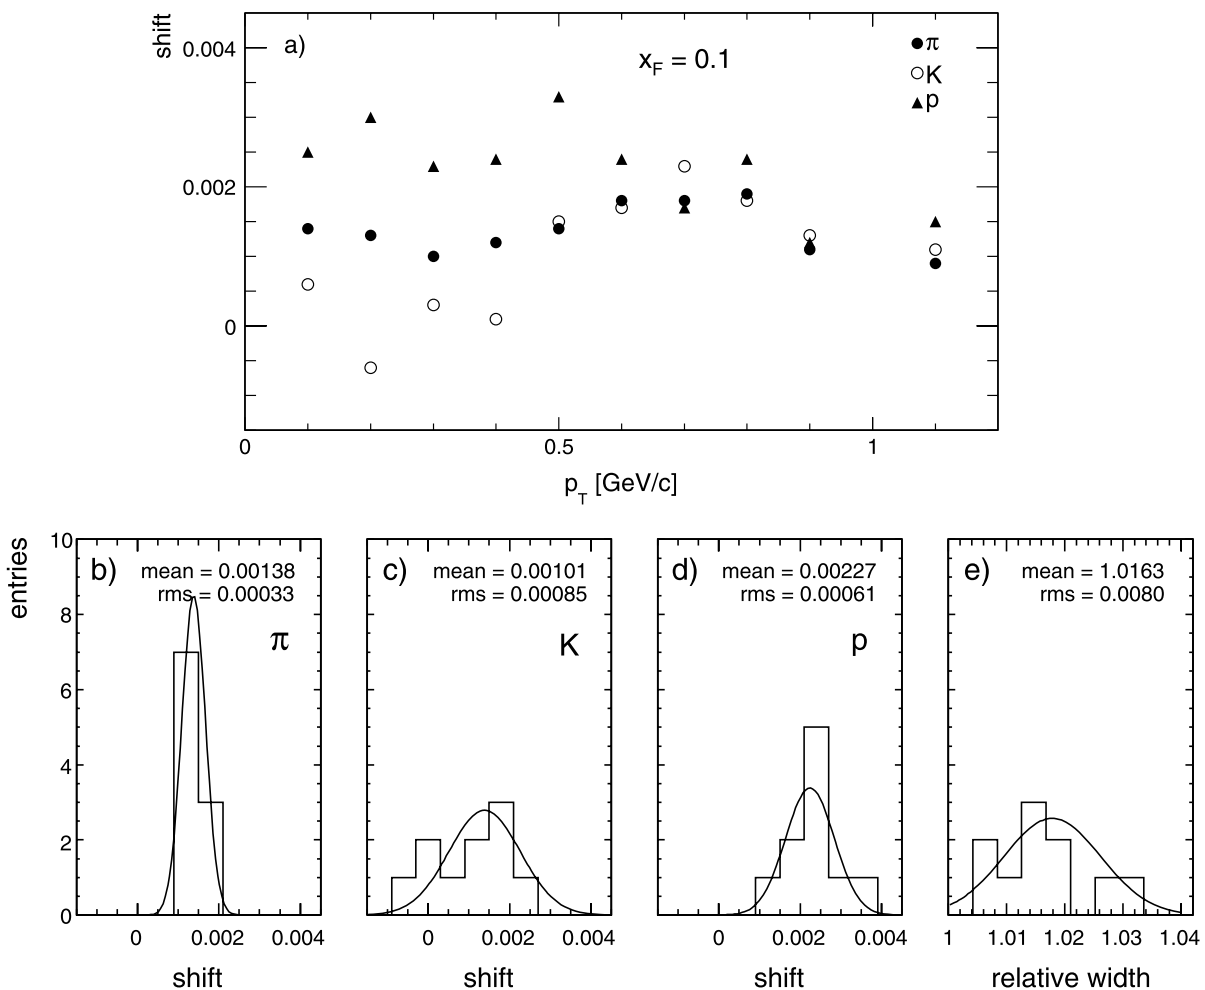 shift
0.004
a)
x_F = 0.1
π
K
p
0.002
0
0 0.5 1
p_T [GeV/c]
entries
10
8
6
4
2
0
b)
mean = 0.00138
rms = 0.00033
π
0 0.002 0.004
shift
c)
mean = 0.00101
rms = 0.00085
K
0 0.002 0.004
shift
d)
mean = 0.00227
rms = 0.00061
p
0 0.002 0.004
shift
e)
mean = 1.0163
rms = 0.0080
1 1.01 1.02 1.03 1.04
relative width